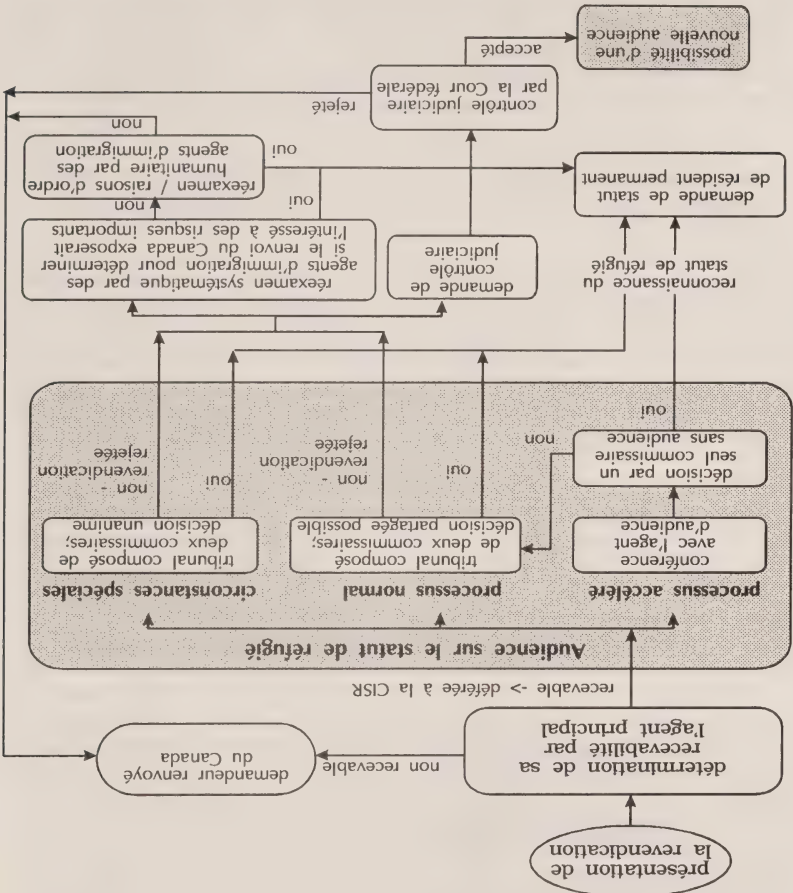 présentation de
la revendication
détermination de sa
recevabilité par
l'agent principal
non recevable
demandeur renvoyé
du Canada
recevable -> déférée à la CISR
Audience sur le statut de réfugié
processus accéléré
processus normal
circonstances spéciales
conférence
avec l'agent
d'audience
tribunal composé
de deux commissaires;
décision partagée possible
tribunal composé de
deux commissaires;
décision unanime
décision par un
seul commissaire
sans audience
non
oui
oui
non -
revendication
rejetée
oui
non -
revendication
rejetée
reconnaissance du
statut de réfugié
demande de
contrôle
judiciaire
réexamen systématique par des
agents d'immigration pour déterminer
si le renvoi du Canada exposerait
l'intéressé à des risques importants
demande de statut
de résident permanent
oui
non
réexamen / raisons d'ordre
humanitaire par des
agents d'immigration
oui
non
contrôle judiciaire
par la Cour fédérale
rejeté
accepté
possibilité d'une
nouvelle audience